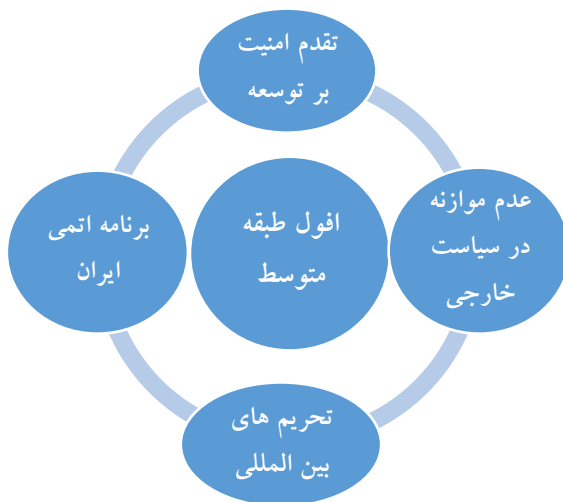 تقدم امنیت
بر توسعه
عدم موازنه
در سیاست
خارجی
افول طبقه
متوسط
برنامه اتمی
ایران
تحریم های
بین المللی